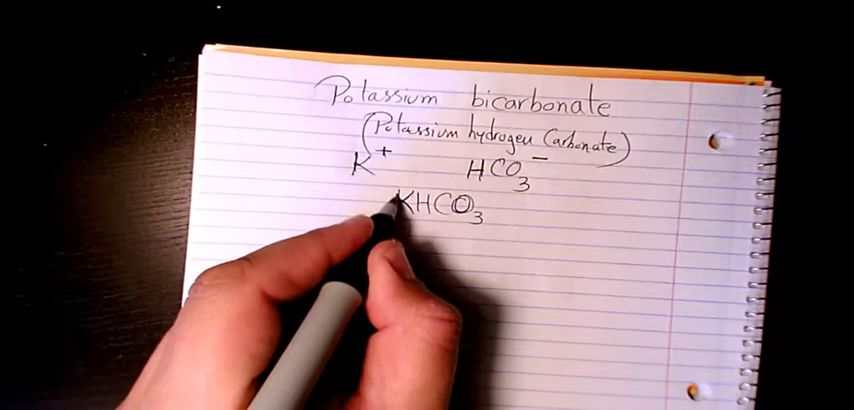 Potassium bicarbonate
(Potassium hydrogen Carbonate)
K⁺ HCO₃⁻
KHCO₃